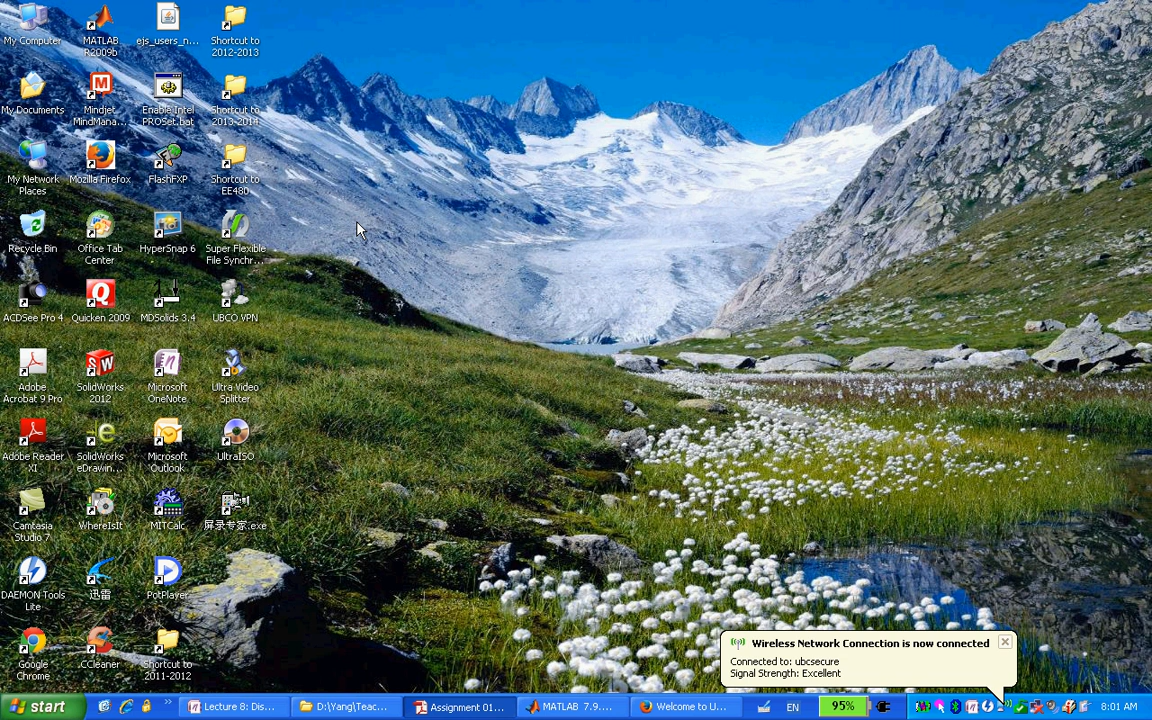 My Computer
MATLAB R2009b
ejs_users_n...
Shortcut to 2012-2013
My Documents
Mindjet MindMana...
Enable Intel PROSet.bat
Shortcut to 2013-2014
My Network Places
Mozilla Firefox
FlashFXP
Shortcut to EE480
Recycle Bin
Office Tab Center
HyperSnap 6
Super Flexible File Synchr...
ACDSee Pro 4
Quicken 2009
MDSolids 3.4
UBCO VPN
Adobe Acrobat 9 Pro
SolidWorks 2012
Microsoft OneNote
Ultra Video Splitter
Adobe Reader XI
SolidWorks eDrawin...
Microsoft Outlook
UltraISO
Camtasia Studio 7
WhereIsIt
MITCalc
屏录专家.exe
DAEMON Tools Lite
迅雷
PotPlayer
Google Chrome
CCleaner
Shortcut to 2011-2012
Wireless Network Connection is now connected
Connected to: ubcsecure
Signal Strength: Excellent
start
Lecture 8: Dis...
D:\Yang\Teac...
Assignment 01...
MATLAB 7.9....
Welcome to U...
EN
95%
8:01 AM